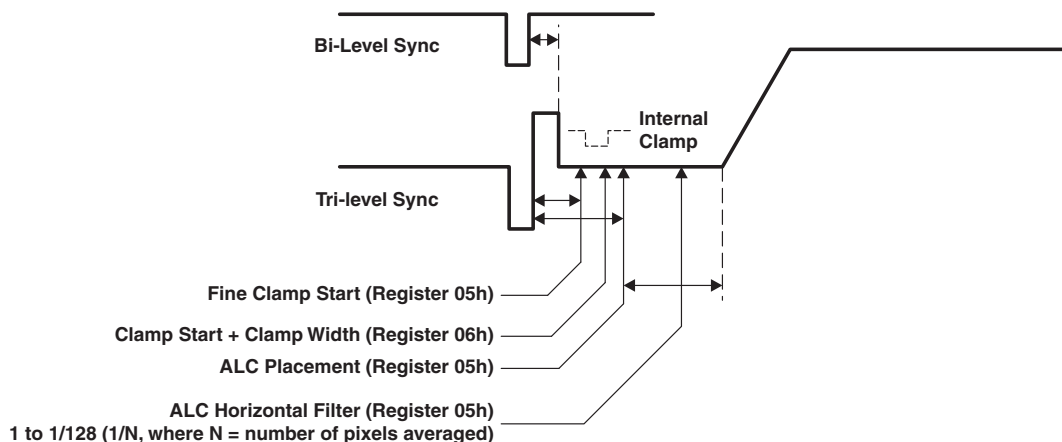 Bi-Level Sync
Internal
Clamp
Tri-level Sync
Fine Clamp Start (Register 05h)
Clamp Start + Clamp Width (Register 06h)
ALC Placement (Register 05h)
ALC Horizontal Filter (Register 05h)
1 to 1/128 (1/N, where N = number of pixels averaged)